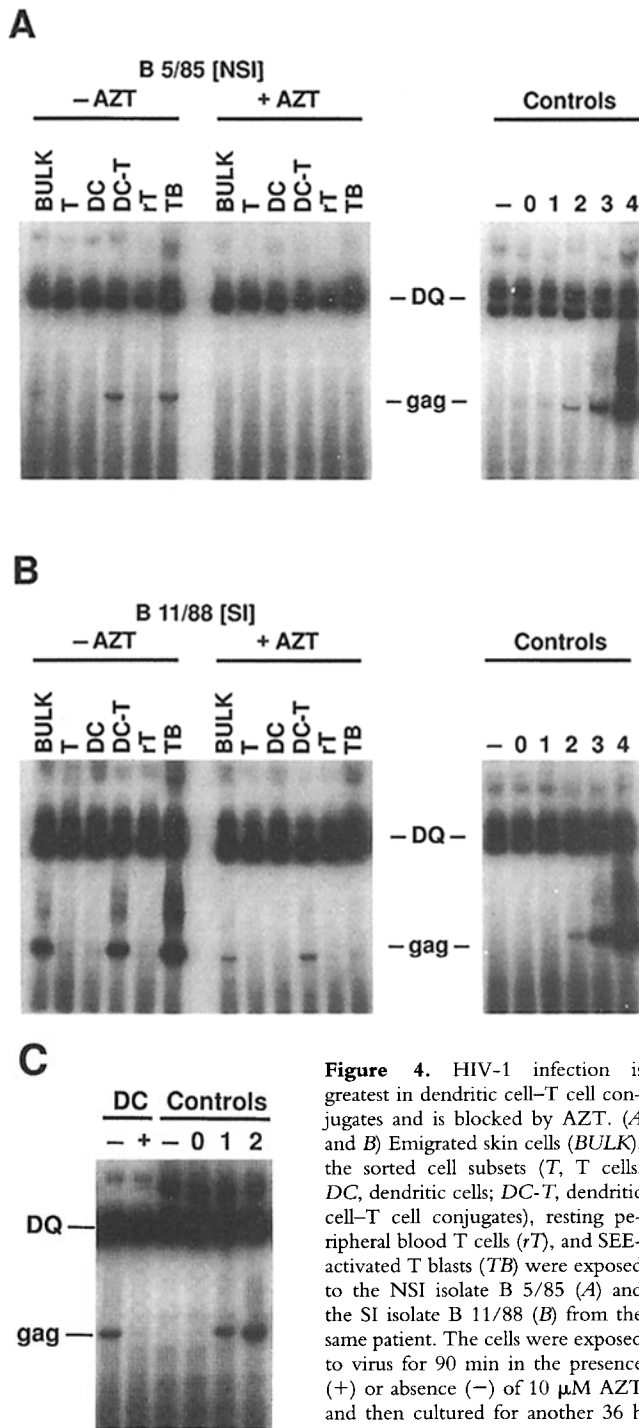 A
B 5/85 [NSI]
– AZT + AZT Controls
BULK T DC DC-T rT TB BULK T DC DC-T rT TB – 0 1 2 3 4
– DQ –
– gag –
B
B 11/88 [SI]
– AZT + AZT Controls
BULK T DC DC-T rT TB BULK T DC DC-T rT TB – 0 1 2 3 4
– DQ –
– gag –
C
DC Controls
– + – 0 1 2
DQ —
gag —
Figure 4. HIV-1 infection is
greatest in dendritic cell–T cell con-
jugates and is blocked by AZT. (A
and B) Emigrated skin cells (BULK),
the sorted cell subsets (T, T cells;
DC, dendritic cells; DC-T, dendritic
cell–T cell conjugates), resting pe-
ripheral blood T cells (rT), and SEE-
activated T blasts (TB) were exposed
to the NSI isolate B 5/85 (A) and
the SI isolate B 11/88 (B) from the
same patient. The cells were exposed
to virus for 90 min in the presence
(+) or absence (–) of 10 μM AZT
and then cultured for another 36 h